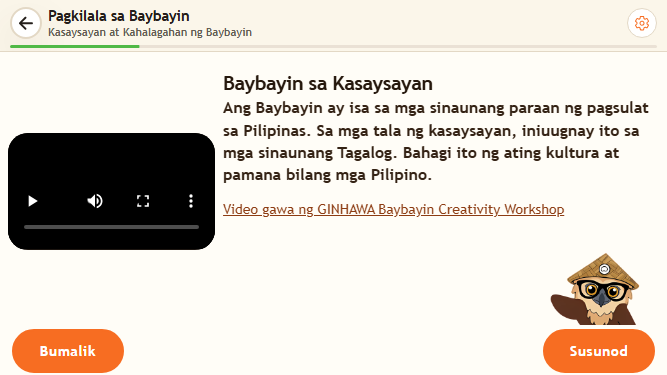 Pagkilala sa Baybayin
Kasaysayan at Kahalagahan ng Baybayin
Baybayin sa Kasaysayan
Ang Baybayin ay isa sa mga sinaunang paraan ng pagsulat
sa Pilipinas. Sa mga tala ng kasaysayan, iniuugnay ito sa
mga sinaunang Tagalog. Bahagi ito ng ating kultura at
pamana bilang mga Pilipino.
Video gawa ng GINHAWA Baybayin Creativity Workshop
Bumalik
Susunod